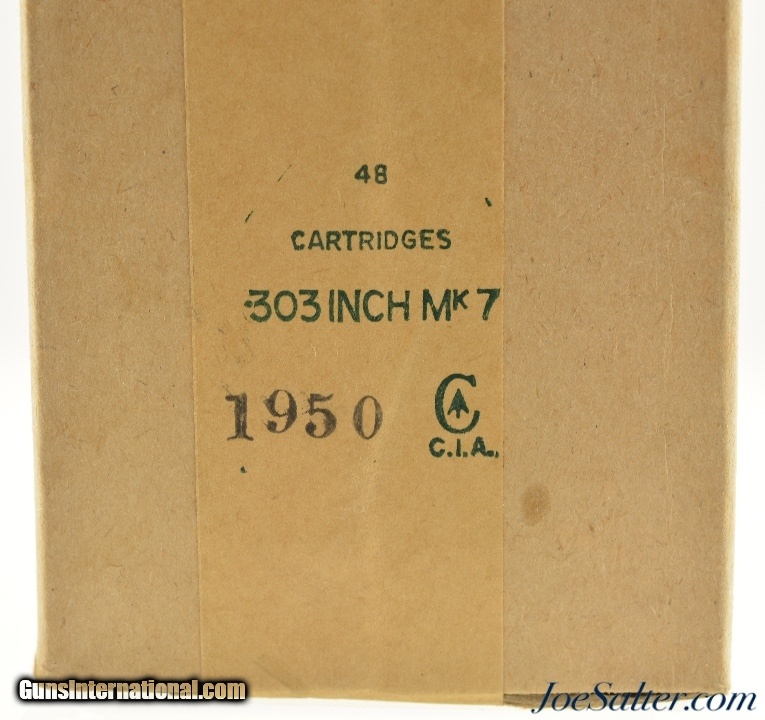 48
CARTRIDGES
.303 INCH MK 7
1950 C
C.I.A.
GunsInternational.com
JoeSalter.com